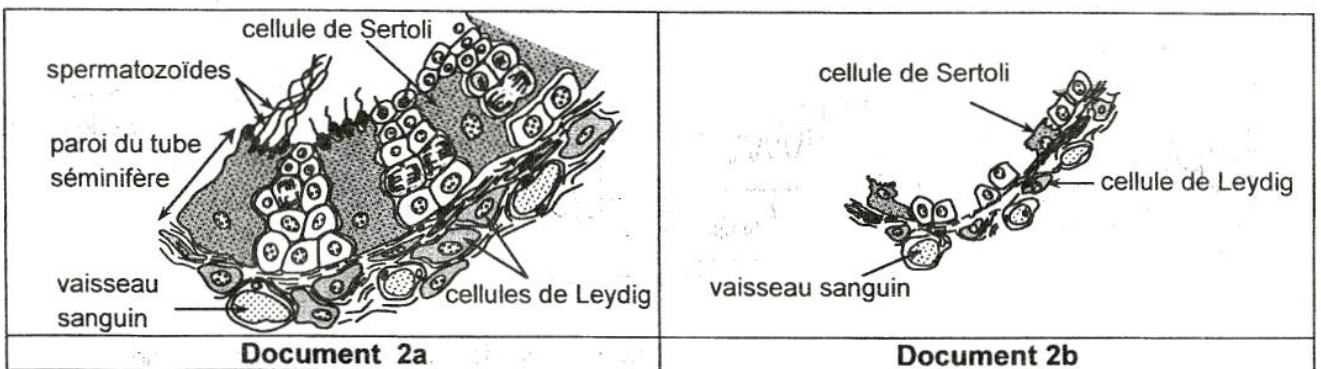 cellule de Sertoli
spermatozoïdes
paroi du tube
séminifère
vaisseau
sanguin
cellules de Leydig
Document 2a
cellule de Sertoli
cellule de Leydig
vaisseau sanguin
Document 2b